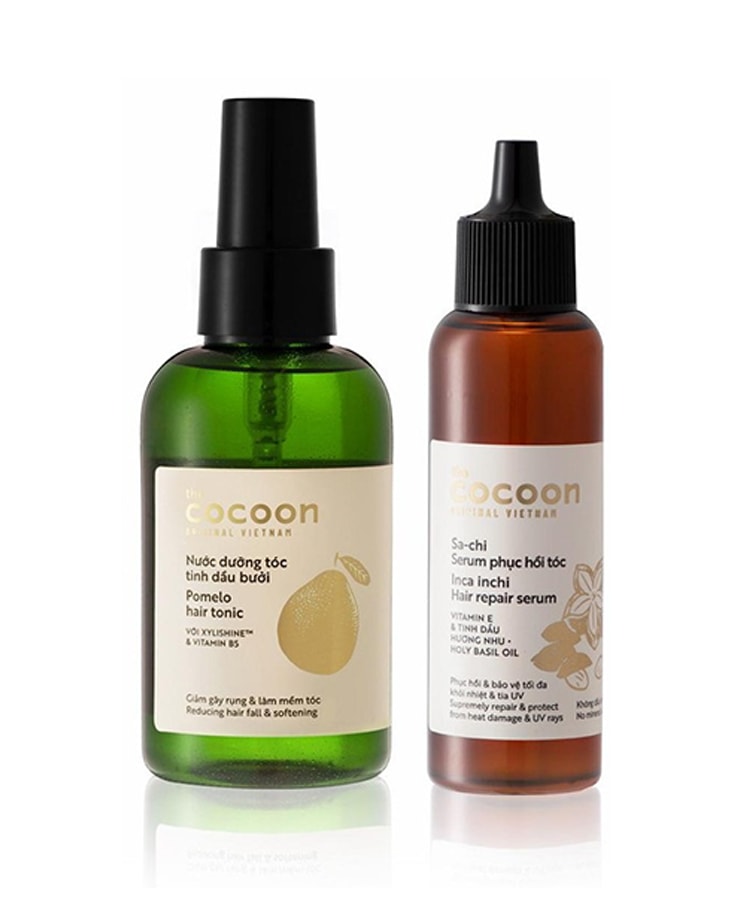 the
cocoon
ORIGINAL VIETNAM
Nước dưỡng tóc
tinh dầu bưởi
Pomelo
hair tonic
VỚI XYLISHINE™
& VITAMIN B5
Giảm gãy rụng & làm mềm tóc
Reducing hair fall & softening
the
cocoon
ORIGINAL VIETNAM
Sa-chi
Serum phục hồi tóc
Inca inchi
Hair repair serum
VITAMIN E
& TINH DẦU
HƯƠNG NHU •
HOLY BASIL OIL
Phục hồi & bảo vệ tối đa
khỏi nhiệt & tia UV
Supremely repair & protect
from heat damage & UV rays
Không
No